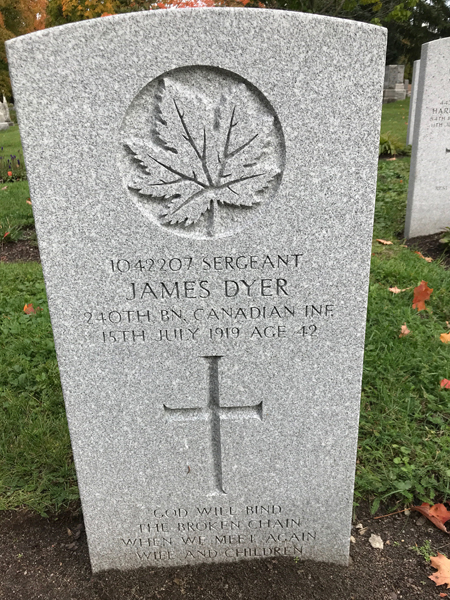 1042207 SERGEANT
JAMES DYER
240TH BN. CANADIAN INF.
15TH JULY 1919 AGE 42
GOD WILL BIND
THE BROKEN CHAIN
WHEN WE MEET AGAIN
WIFE AND CHILDREN